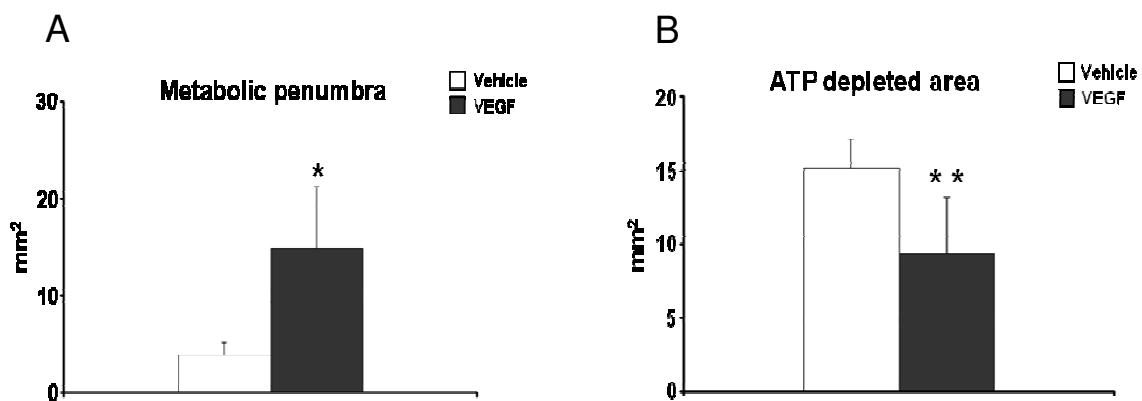 A
Metabolic penumbra
Vehicle
VEGF
30
20
10
0
mm²
*
B
ATP depleted area
Vehicle
VEGF
20
15
10
5
0
mm²
**